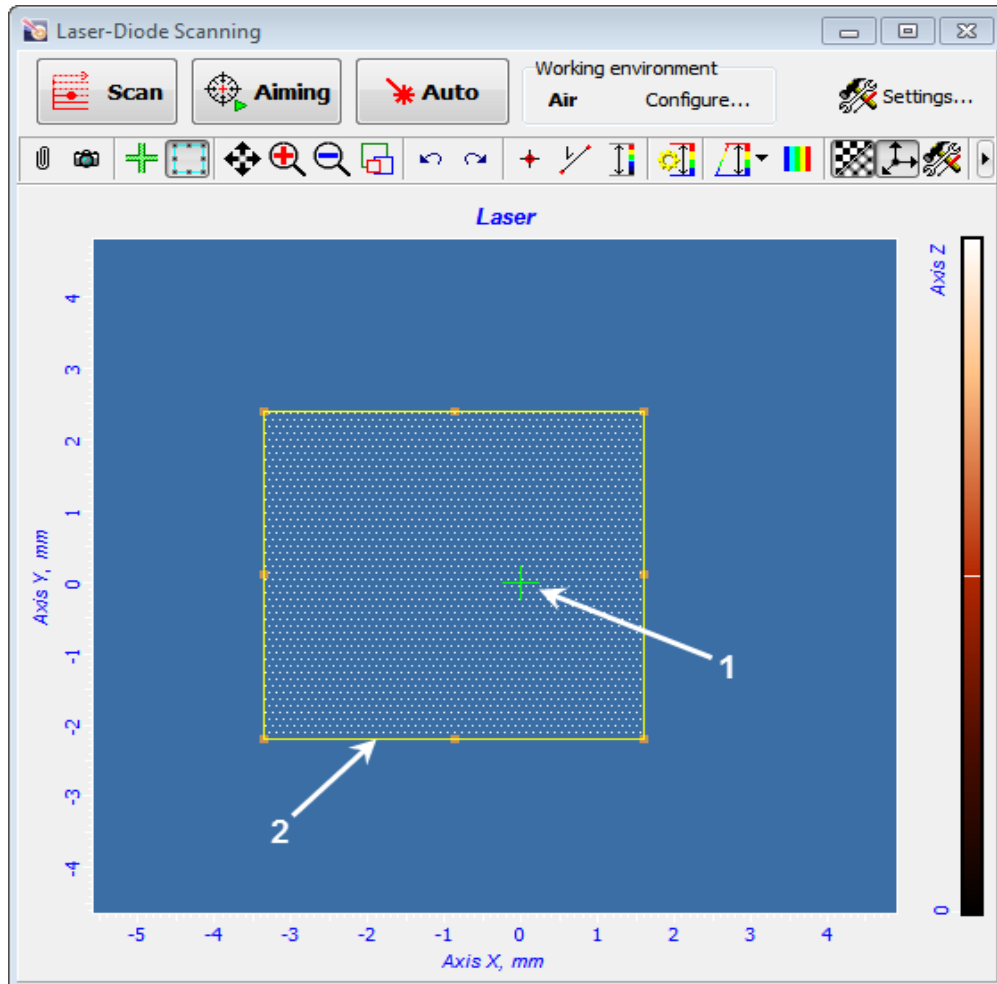 Laser-Diode Scanning
Scan
Aiming
Auto
Working environment
Air
Configure...
Settings...
Laser
Axis Z
0
Axis Y, mm
4
3
2
1
0
-1
-2
-3
-4
1
2
-5 -4 -3 -2 -1 0 1 2 3 4
Axis X, mm